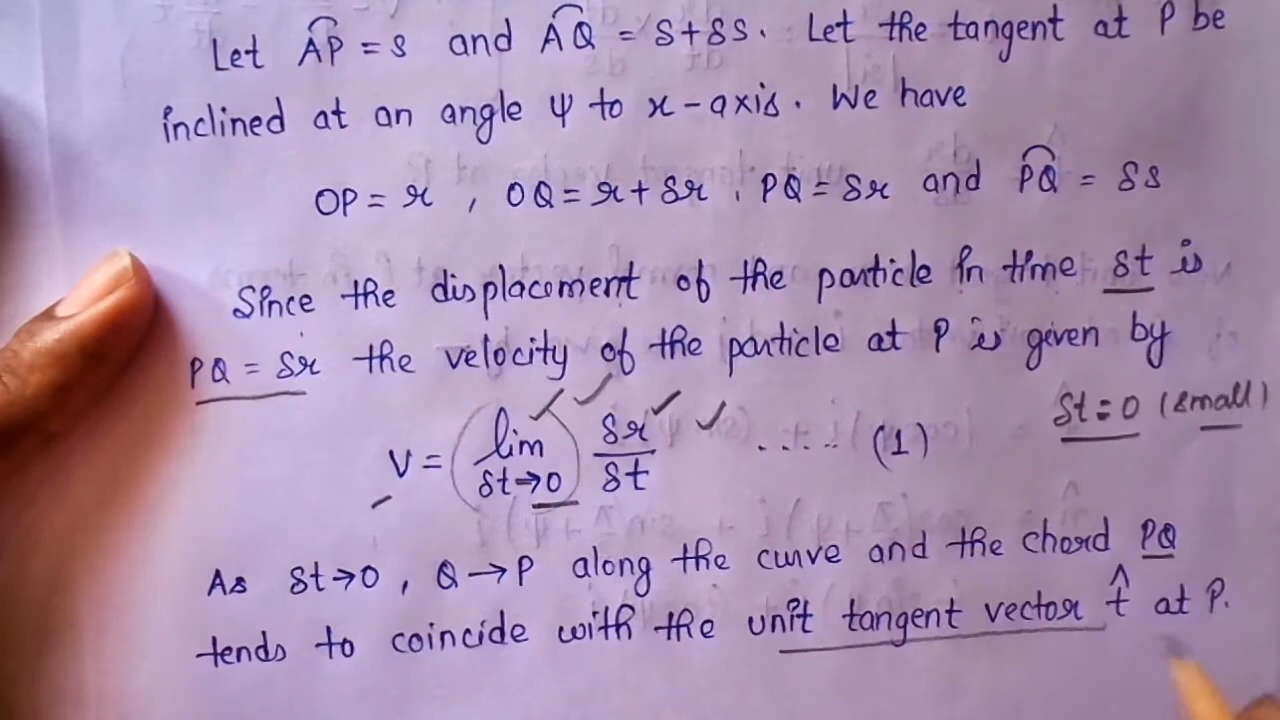 Let A͡P = s and A͡Q = s+δs. Let the tangent at P be
inclined at an angle ψ to x-axis. We have
OP = r , OQ = r + δr , PQ = δr and P͡Q = δs
Since the displacement of the particle in time δt is
PQ = δr the velocity of the particle at P is given by
δt = 0 (small)
V = (lim δt→0) δr/δt ..... (1)
As δt→0, Q→P along the curve and the chord PQ
tends to coincide with the unit tangent vector t̂ at P.